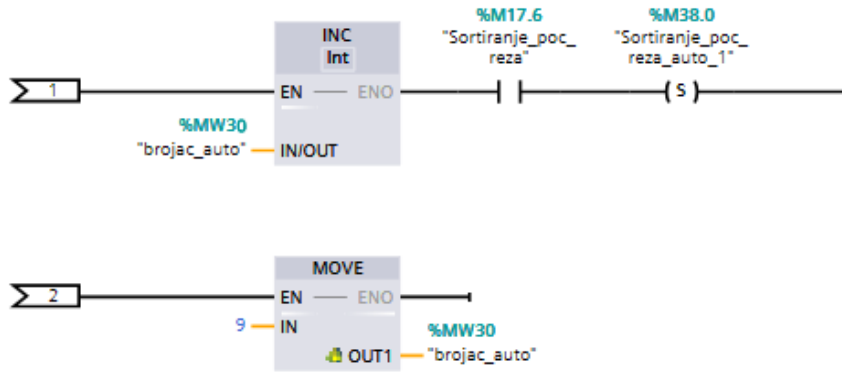 %M17.6 %M38.0
INC "Sortiranje_poc_ "Sortiranje_poc_
Int reza" reza_auto_1"
1 EN ENO S
%MW30
"brojac_auto" IN/OUT
MOVE
2 EN ENO
9 IN %MW30
OUT1 "brojac_auto"